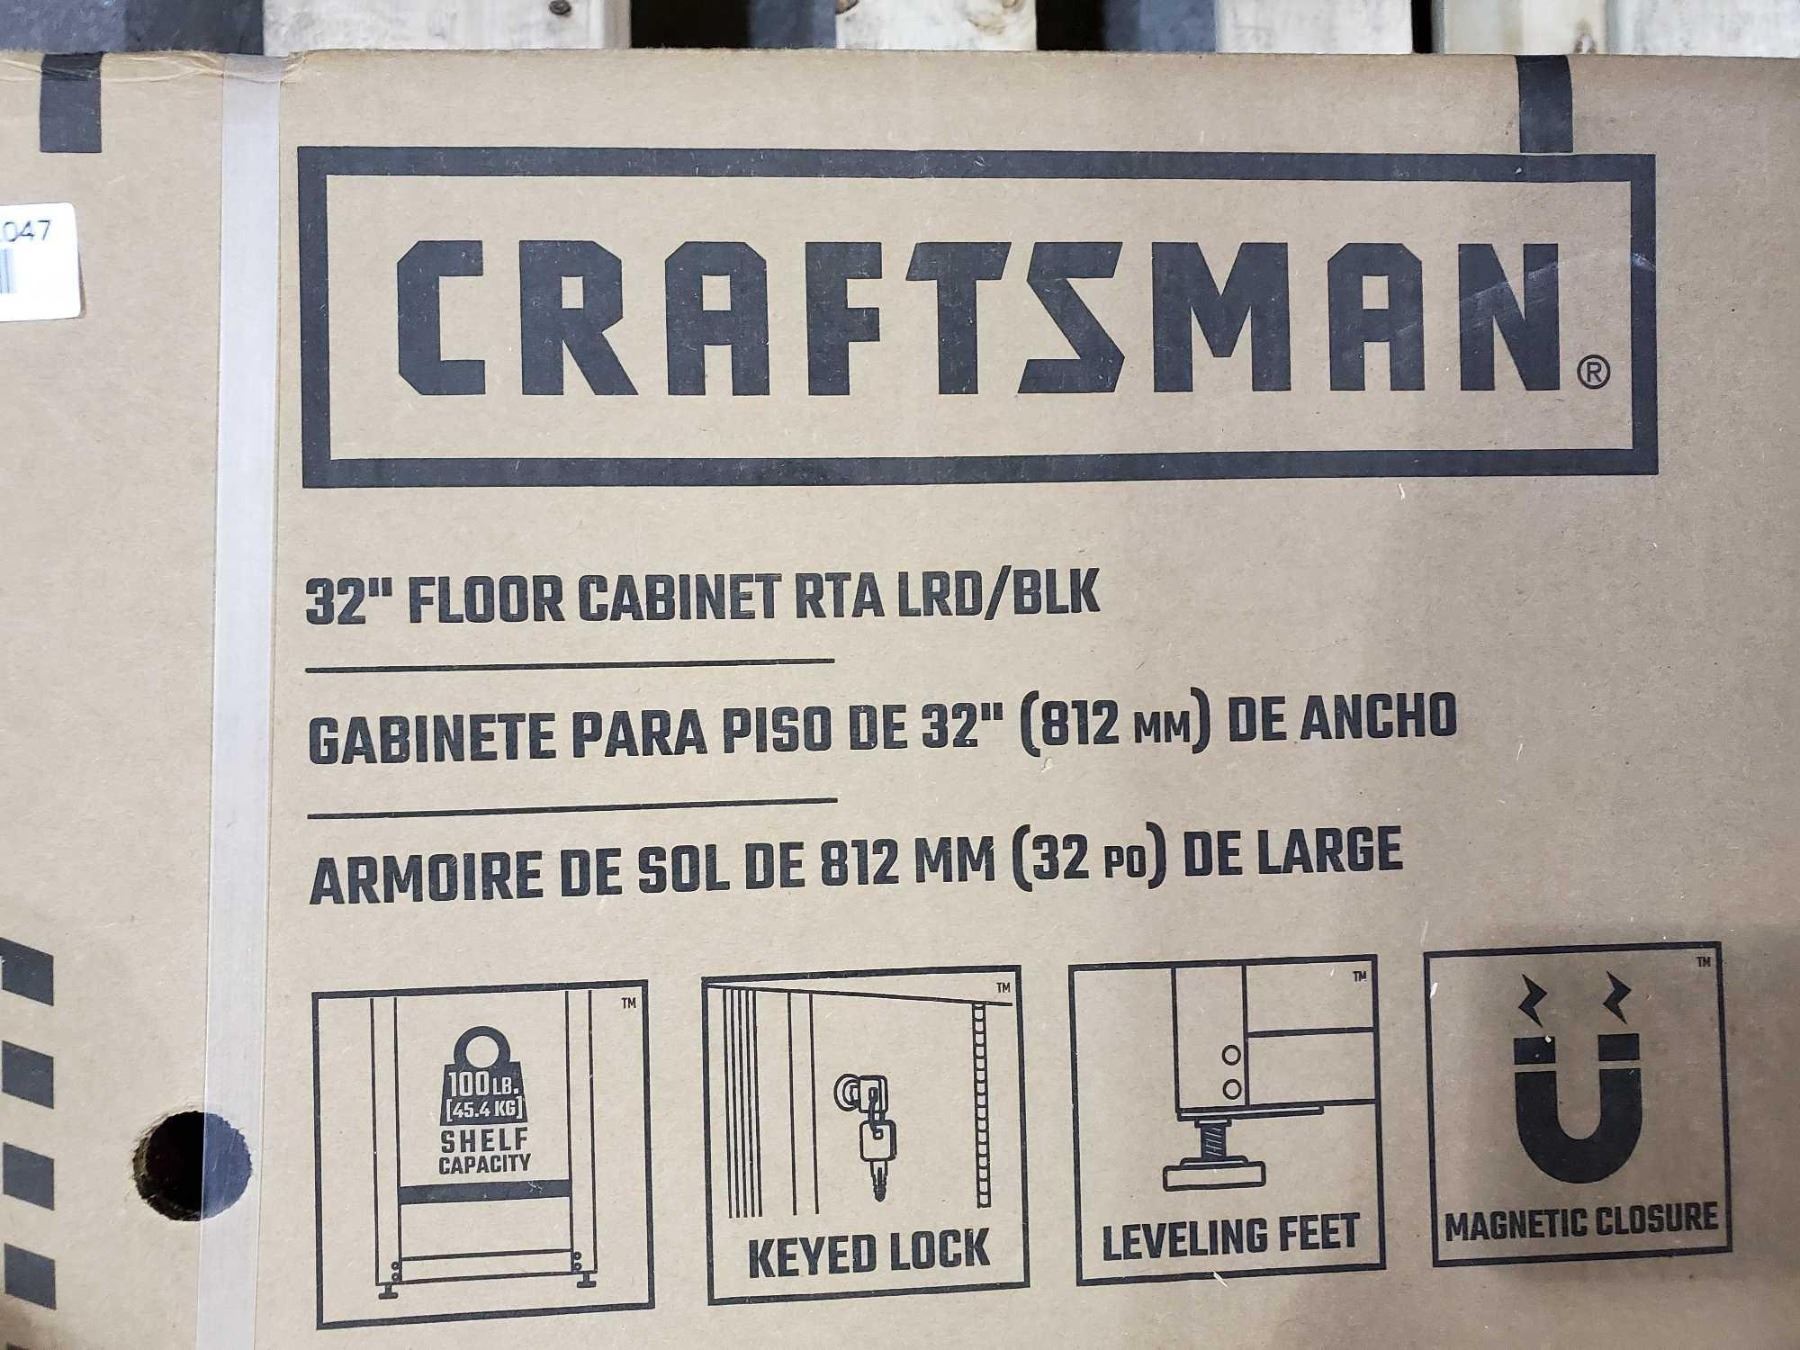 047
CRAFTSMAN®
32" FLOOR CABINET RTA LRD/BLK
GABINETE PARA PISO DE 32" (812 MM) DE ANCHO
ARMOIRE DE SOL DE 812 MM (32 PO) DE LARGE
TM
100 LB.
[45.4 KG]
SHELF
CAPACITY
TM
KEYED LOCK
TM
LEVELING FEET
TM
MAGNETIC CLOSURE